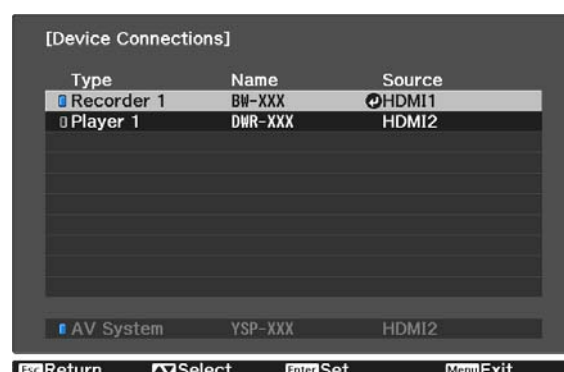 [Device Connections]
Type Name Source
Recorder 1 BW-XXX HDMI1
Player 1 DWR-XXX HDMI2
AV System YSP-XXX HDMI2
Esc Return Select Enter Set Menu Exit